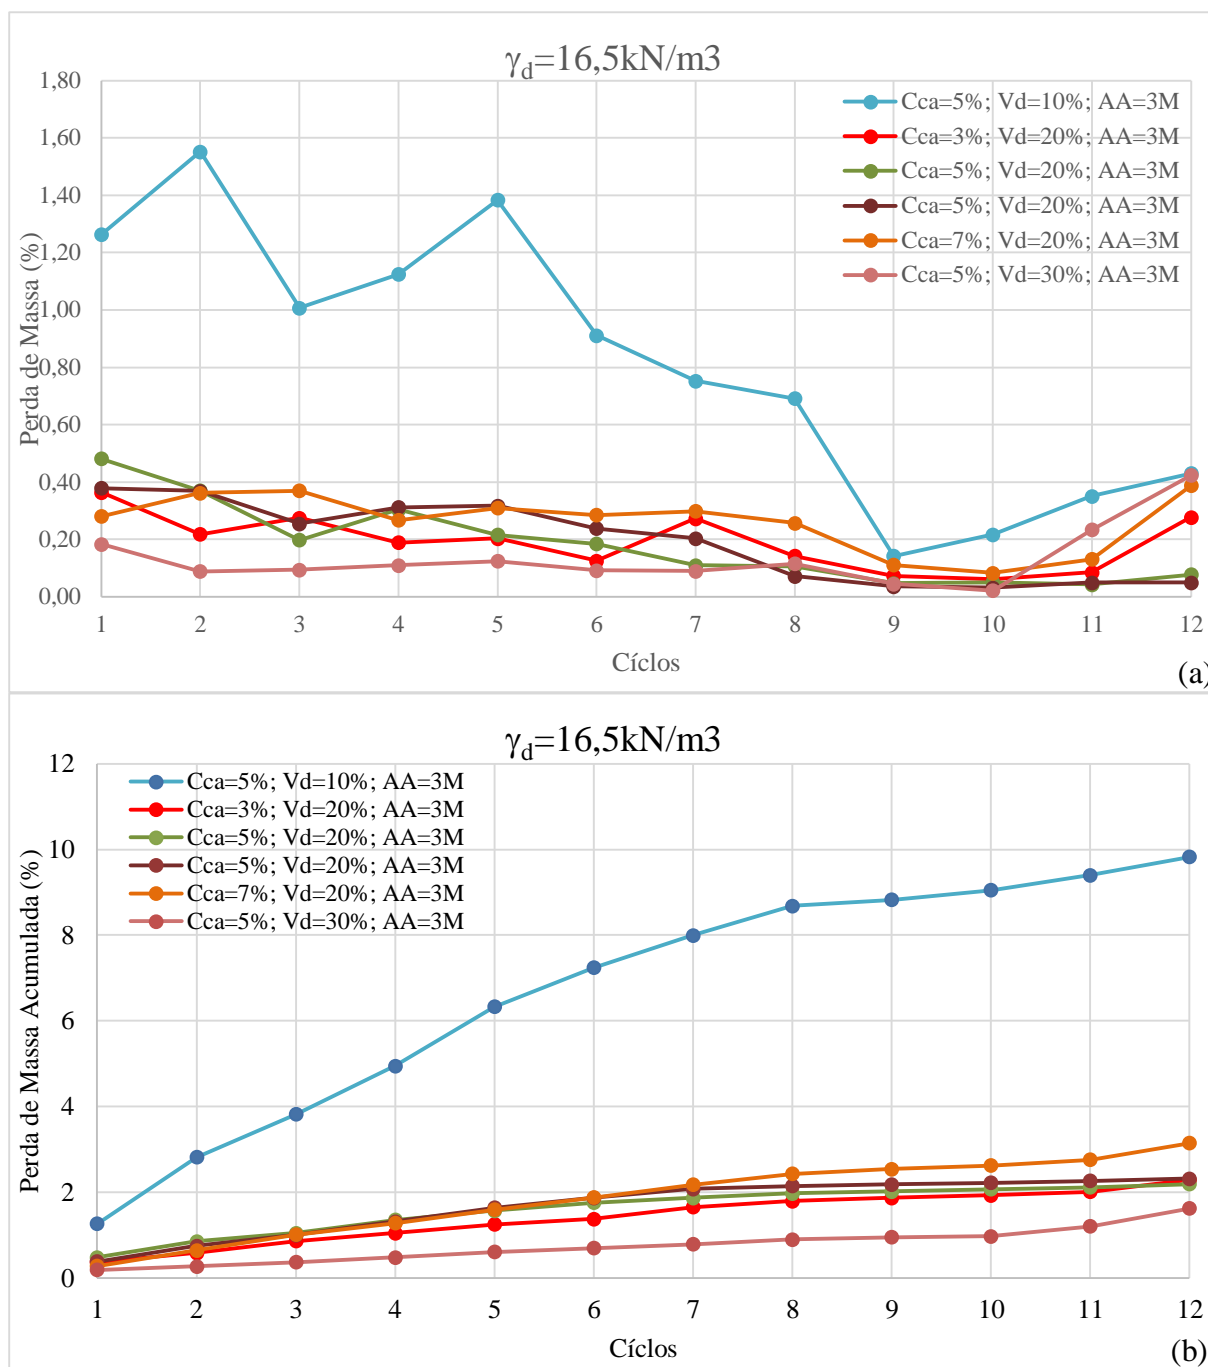 γd=16,5kN/m3
1,80
1,60
1,40
1,20
1,00
0,80
0,60
0,40
0,20
0,00
Perda de Massa (%)
Cca=5%; Vd=10%; AA=3M
Cca=3%; Vd=20%; AA=3M
Cca=5%; Vd=20%; AA=3M
Cca=5%; Vd=20%; AA=3M
Cca=7%; Vd=20%; AA=3M
Cca=5%; Vd=30%; AA=3M
1 2 3 4 5 6 7 8 9 10 11 12
Cíclos
(a)
γd=16,5kN/m3
12
10
8
6
4
2
0
Perda de Massa Acumulada (%)
Cca=5%; Vd=10%; AA=3M
Cca=3%; Vd=20%; AA=3M
Cca=5%; Vd=20%; AA=3M
Cca=5%; Vd=20%; AA=3M
Cca=7%; Vd=20%; AA=3M
Cca=5%; Vd=30%; AA=3M
1 2 3 4 5 6 7 8 9 10 11 12
Cíclos
(b)